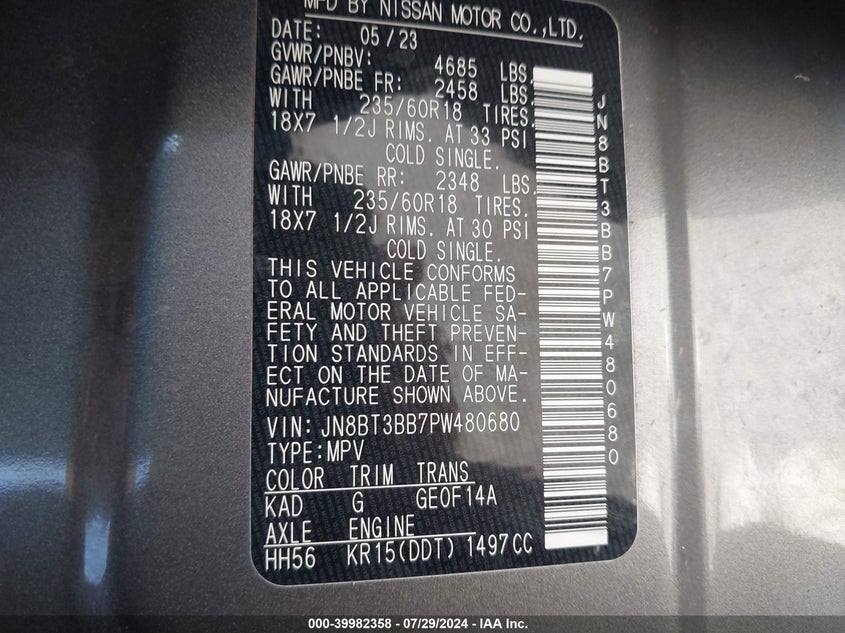 MFD BY NISSAN MOTOR CO.,LTD.
DATE: 05/23
GVWR/PNBV: 4685 LBS.
GAWR/PNBE FR: 2458 LBS.
WITH 235/60R18 TIRES.
18X7 1/2J RIMS. AT 33 PSI
COLD SINGLE.
GAWR/PNBE RR: 2348 LBS.
WITH 235/60R18 TIRES.
18X7 1/2J RIMS. AT 30 PSI
COLD SINGLE.
THIS VEHICLE CONFORMS
TO ALL APPLICABLE FED-
ERAL MOTOR VEHICLE SA-
FETY AND THEFT PREVEN-
TION STANDARDS IN EFF-
ECT ON THE DATE OF MA-
NUFACTURE SHOWN ABOVE.
VIN: JN8BT3BB7PW480680
TYPE: MPV
COLOR TRIM TRANS
KAD G GE0F14A
AXLE ENGINE
HH56 KR15(DDT) 1497CC
JN8BT3BB7PW480680
000-39982358 - 07/29/2024 - IAA Inc.